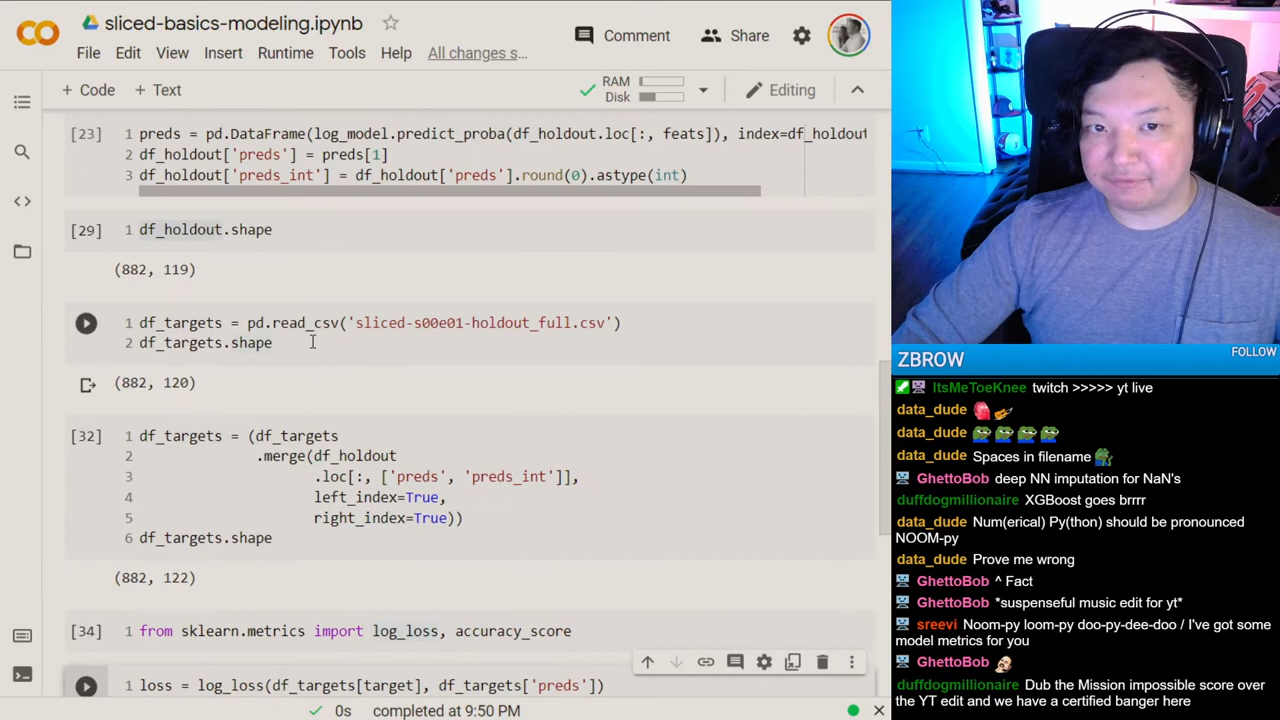 sliced-basics-modeling.ipynb
Comment
Share
File Edit View Insert Runtime Tools Help All changes s…
+ Code + Text
RAM
Disk
Editing
[23]
1 preds = pd.DataFrame(log_model.predict_proba(df_holdout.loc[:, feats]), index=df_holdout
2 df_holdout['preds'] = preds[1]
3 df_holdout['preds_int'] = df_holdout['preds'].round(0).astype(int)
[29]
1 df_holdout.shape
(882, 119)
1 df_targets = pd.read_csv('sliced-s00e01-holdout_full.csv')
2 df_targets.shape
(882, 120)
[32]
1 df_targets = (df_targets
2 .merge(df_holdout
3 .loc[:, ['preds', 'preds_int']],
4 left_index=True,
5 right_index=True))
6 df_targets.shape
(882, 122)
[34]
1 from sklearn.metrics import log_loss, accuracy_score
1 loss = log_loss(df_targets[target], df_targets['preds'])
0s completed at 9:50 PM
ZBROW
FOLLOW
ItsMeToeKnee twitch >>>>> yt live
data_dude
data_dude
data_dude Spaces in filename
GhettoBob deep NN imputation for NaN's
duffdogmillionaire XGBoost goes brrrr
data_dude Num(erical) Py(thon) should be pronounced
NOOM-py
data_dude Prove me wrong
GhettoBob ^ Fact
GhettoBob *suspenseful music edit for yt*
sreevi Noom-py loom-py doo-py-dee-doo / I've got some
model metrics for you
GhettoBob
duffdogmillionaire Dub the Mission impossible score over
the YT edit and we have a certified banger here